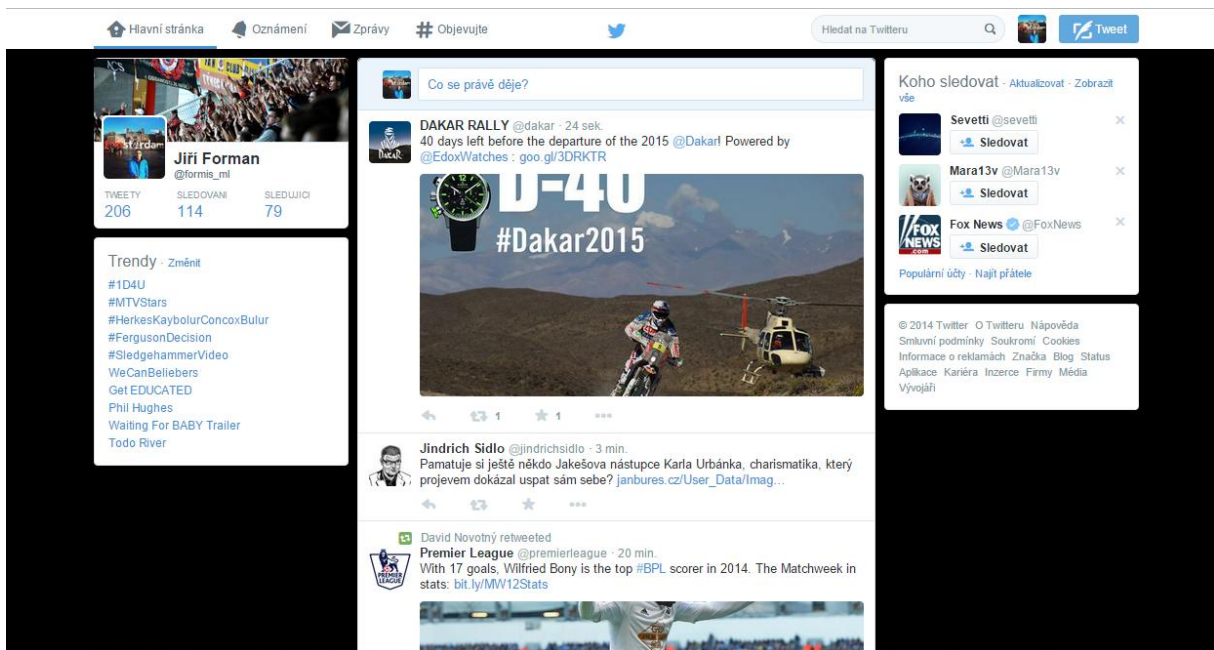 Hlavní stránka Oznámení Zprávy Objevujte
Hledat na Twitteru
Tweet
Jiří Forman
@formis_ml
TWEETY SLEDOVANI SLEDUJICI
206 114 79
Trendy · Změnit
#1D4U
#MTVStars
#HerkesKaybolurConcoxBulur
#FergusonDecision
#SledgehammerVideo
WeCanBeliebers
Get EDUCATED
Phil Hughes
Waiting For BABY Trailer
Todo River
Co se právě děje?
DAKAR RALLY @dakar · 24 sek.
40 days left before the departure of the 2015 @Dakar! Powered by
@EdoxWatches : goo.gl/3DRKTR
DAKAR
D-40
#Dakar2015
1 1
Jindrich Sidlo @jindrichsidlo · 3 min.
Pamatuje si ještě někdo Jakešova nástupce Karla Urbánka, charismatika, který
projevem dokázal uspat sám sebe? janbures.cz/User_Data/Imag...
David Novotný retweeted
Premier League @premierleague · 20 min.
With 17 goals, Wilfried Bony is the top #BPL scorer in 2014. The Matchweek in
stats: bit.ly/MW12Stats
PREMIER
LEAGUE
Koho sledovat · Aktualizovat · Zobrazit
vše
Sevetti @sevetti
Sledovat
Mara13v @Mara13v
Sledovat
Fox News @FoxNews
Sledovat
FOX
NEWS
.com
Populární účty · Najít přátele
© 2014 Twitter O Twitteru Nápověda
Smluvní podmínky Soukromí Cookies
Informace o reklamách Značka Blog Status
Aplikace Kariéra Inzerce Firmy Média
Vývojáři